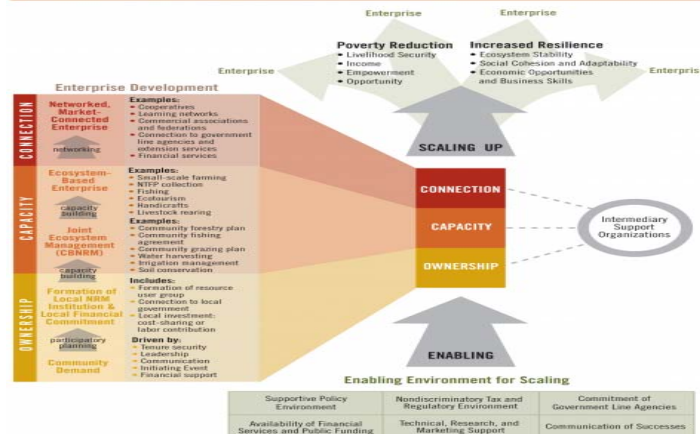 Enterprise
Enterprise
Poverty Reduction
• Livelihood Security
• Income
• Empowerment
• Opportunity
Increased Resilience
• Ecosystem Stability
• Social Cohesion and Adaptability
• Economic Opportunities
and Business Skills
Enterprise
Enterpris
Enterprise Development
CONNECTION
Networked,
Market-
Connected
Enterprise
networking
Examples:
• Cooperatives
• Learning networks
• Commercial associations
and federations
• Connection to government
line agencies and
extension services
• Financial services
CAPACITY
Ecosystem-
Based
Enterprise
capacity
building
Examples:
• Small-scale farming
• NTFP collection
• Fishing
• Ecotourism
• Handicrafts
• Livestock rearing
Joint
Ecosystem
Management
(CBNRM)
capacity
building
Examples:
• Community forestry plan
• Community fishing
agreement
• Community grazing plan
• Water harvesting
• Irrigation management
• Soil conservation
OWNERSHIP
Formation of
Local NRM
Institution &
Local Financial
Commitment
participatory
planning
Community
Demand
Includes:
• Formation of resource
user group
• Connection to local
government
• Local investment:
cost-sharing or
labor contribution
Driven by:
• Tenure security
• Leadership
• Communication
• Initiating Event
• Financial support
SCALING UP
CONNECTION
CAPACITY
OWNERSHIP
Intermediary
Support
Organizations
ENABLING
Enabling Environment for Scaling
Supportive Policy
Environment
Nondiscriminatory Tax and
Regulatory Environment
Commitment of
Government Line Agencies
Availability of Financial
Services and Public Funding
Technical, Research, and
Marketing Support
Communication of Successes